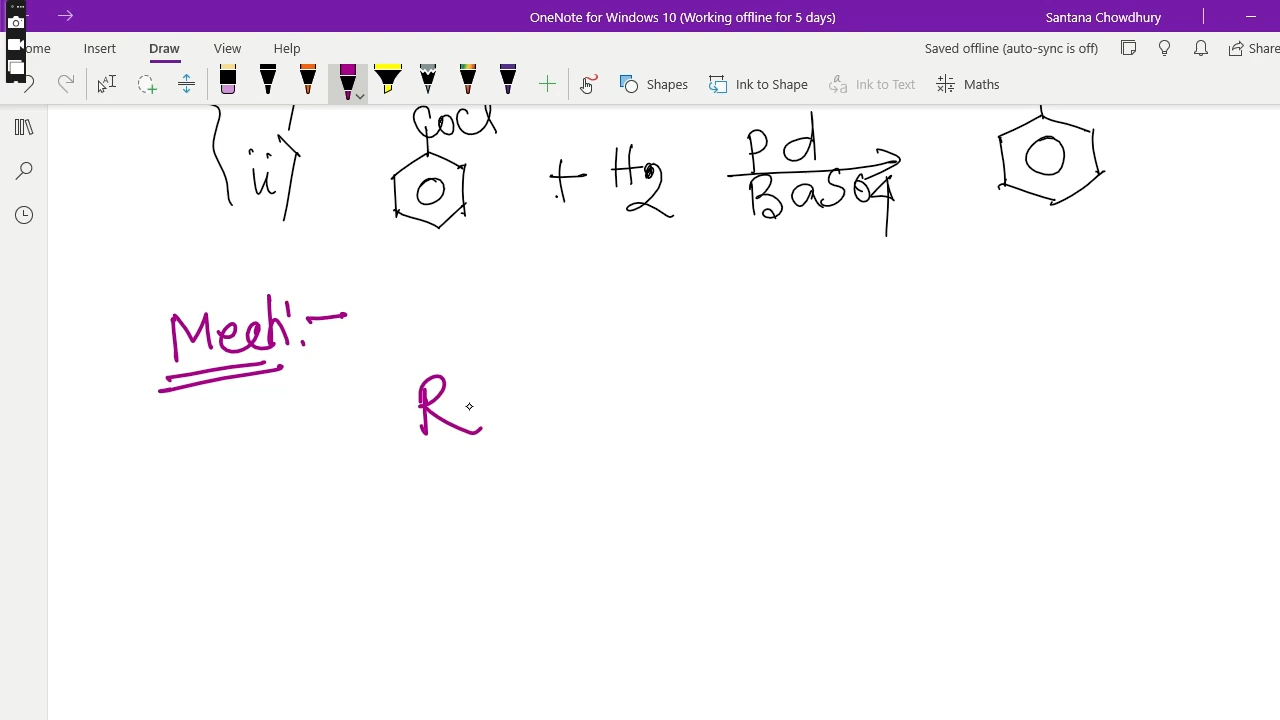 OneNote for Windows 10 (Working offline for 5 days)
Santana Chowdhury
ome Insert Draw View Help
Saved offline (auto-sync is off)
Share
Shapes
Ink to Shape
Ink to Text
Maths
COCl
ii) + H2 Pd
BaSO4
Mech:-
R